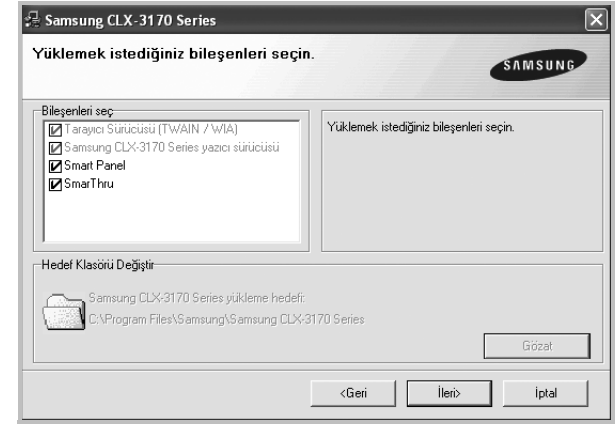 Samsung CLX-3170 Series
Yüklemek istediğiniz bileşenleri seçin.
SAMSUNG
Bileşenleri seç
Tarayıcı Sürücüsü (TWAIN / WIA)
Samsung CLX-3170 Series yazıcı sürücüsü
Smart Panel
SmarThru
Yüklemek istediğiniz bileşenleri seçin.
Hedef Klasörü Değiştir
Samsung CLX-3170 Series yükleme hedefi:
C:\Program Files\Samsung\Samsung CLX-3170 Series
Gözat
<Geri
İleri>
İptal